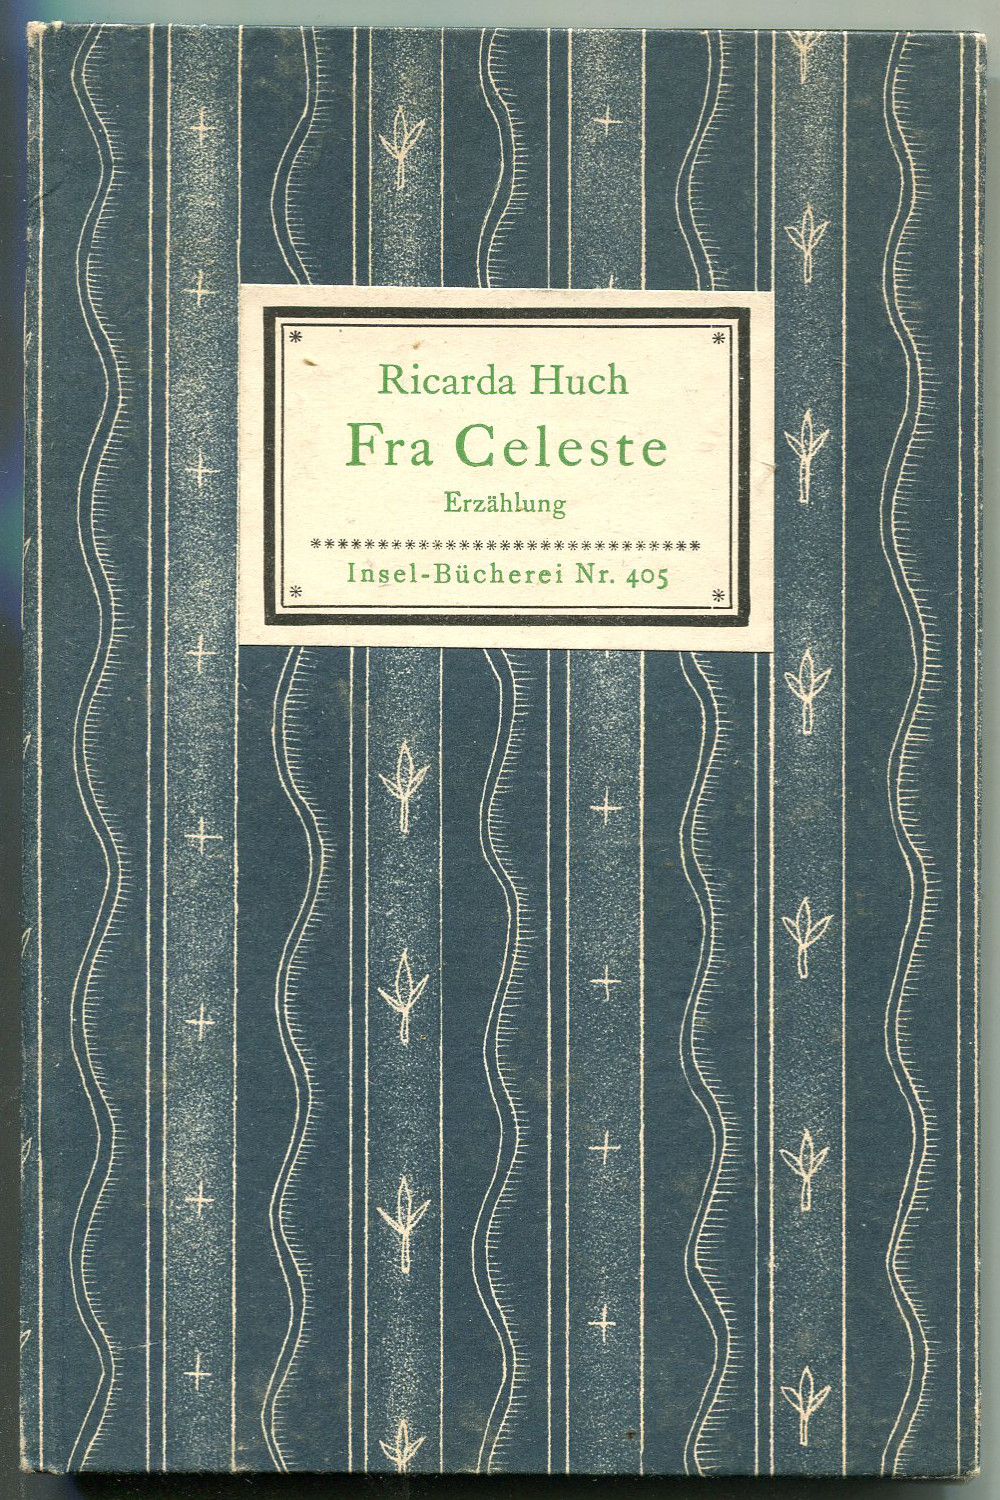 Ricarda Huch
Fra Celeste
Erzählung
Insel-Bücherei Nr. 405